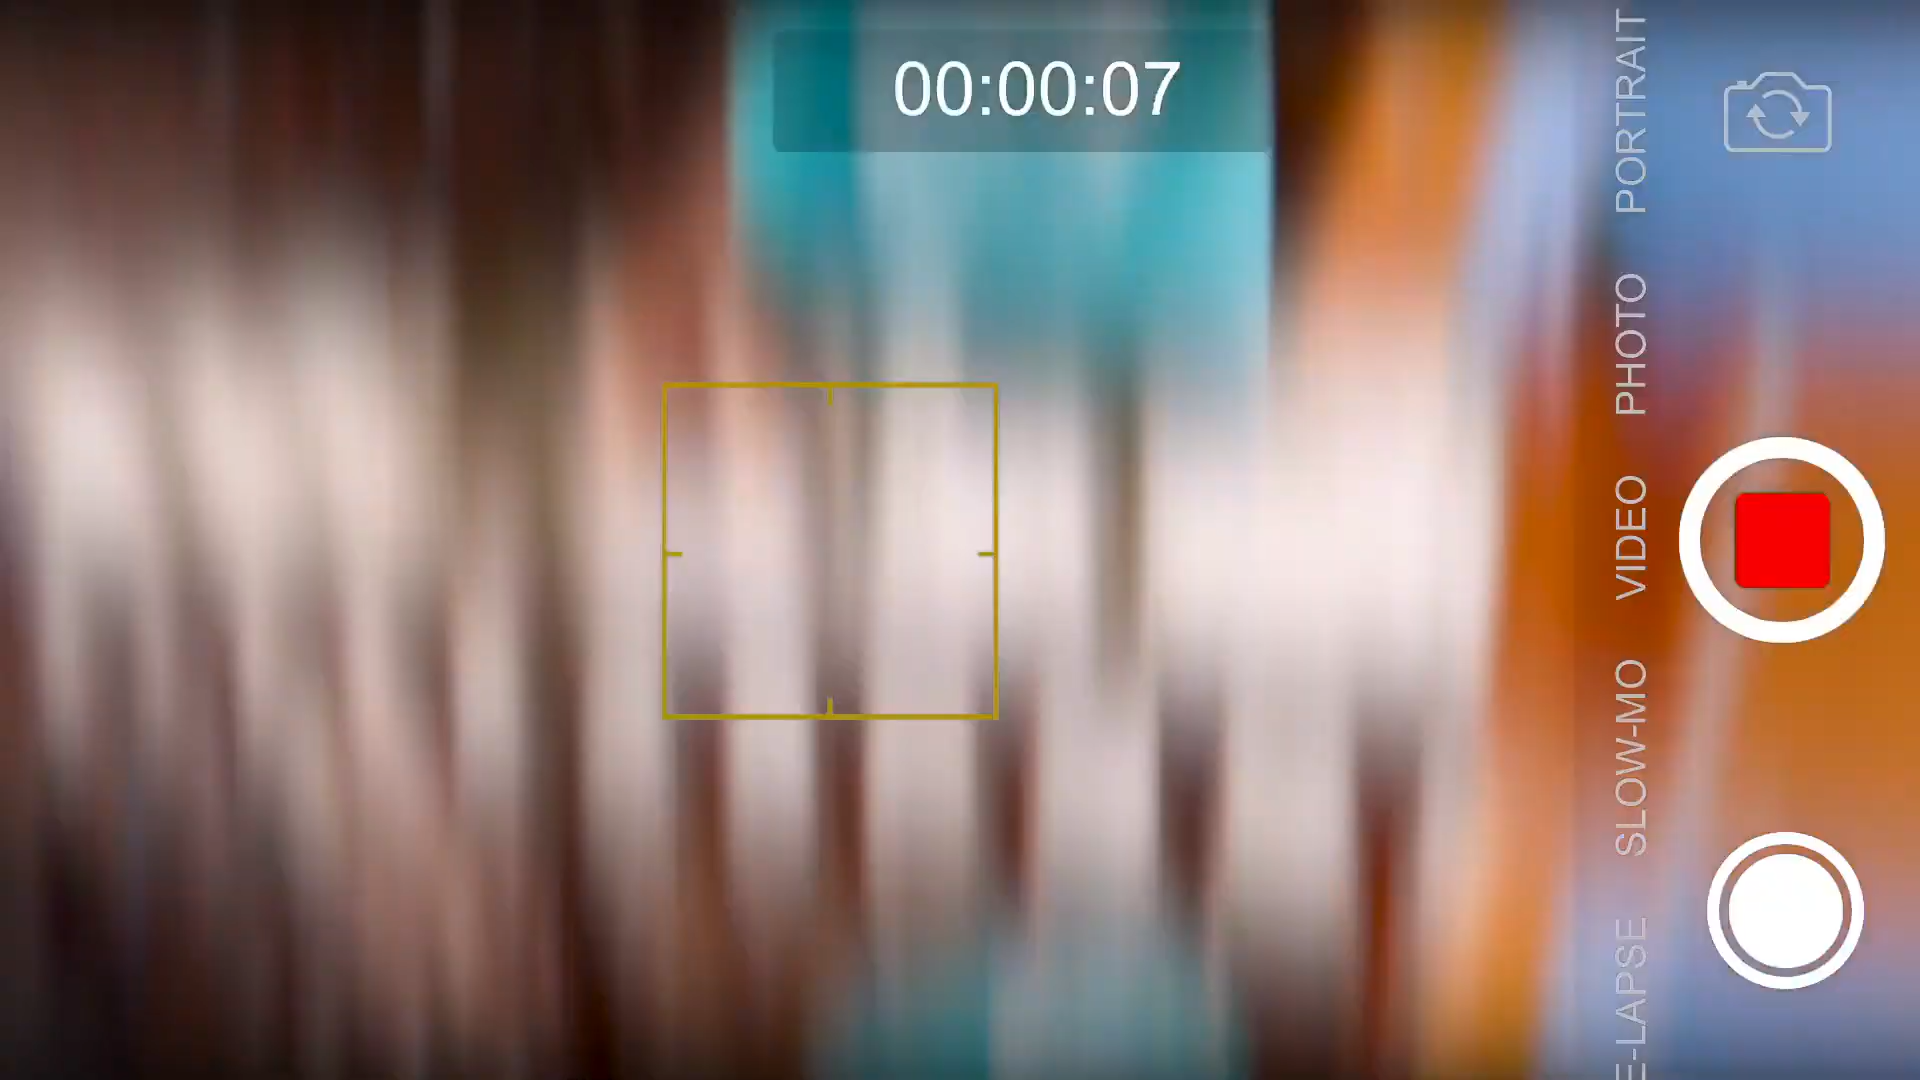 00:00:07
PORTRAIT
PHOTO
VIDEO
SLOW-MO
E-LAPSE